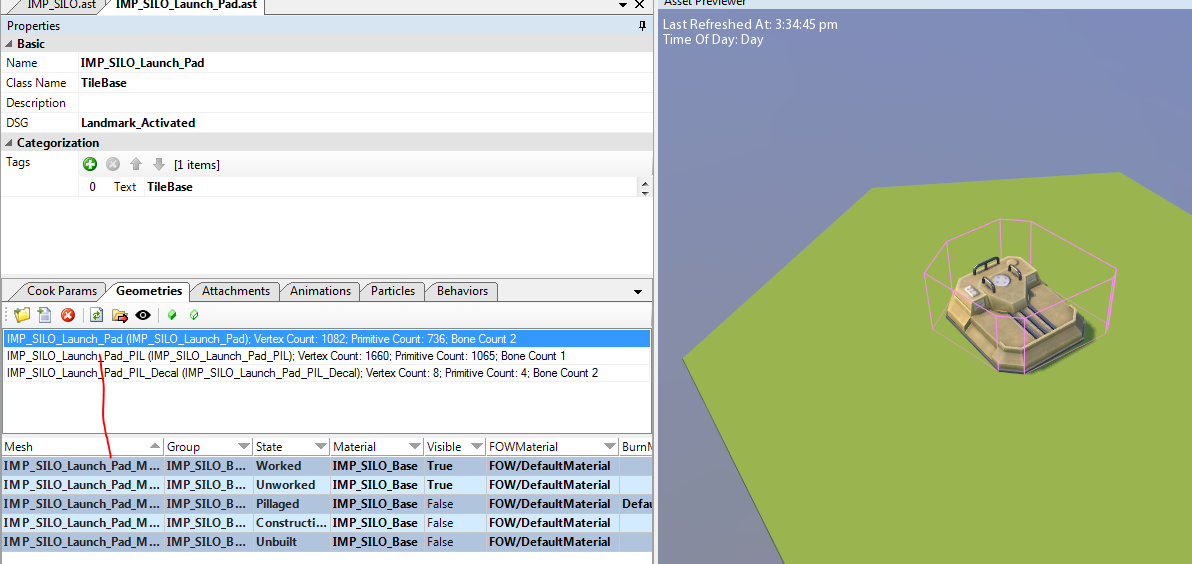 IMP_SILO.ast IMP_SILO_Launch_Pad.ast
Asset Previewer
Properties
Basic
Name IMP_SILO_Launch_Pad
Class Name TileBase
Description
DSG Landmark_Activated
Categorization
Tags [1 items]
0 Text TileBase
Cook Params Geometries Attachments Animations Particles Behaviors
IMP_SILO_Launch_Pad (IMP_SILO_Launch_Pad); Vertex Count: 1082; Primitive Count: 736; Bone Count 2
IMP_SILO_Launch_Pad_PIL (IMP_SILO_Launch_Pad_PIL); Vertex Count: 1660; Primitive Count: 1065; Bone Count 1
IMP_SILO_Launch_Pad_PIL_Decal (IMP_SILO_Launch_Pad_PIL_Decal); Vertex Count: 8; Primitive Count: 4; Bone Count 2
Mesh Group State Material Visible FOWMaterial BurnM
IMP_SILO_Launch_Pad_M... IMP_SILO_B... Worked IMP_SILO_Base True FOW/DefaultMaterial
IMP_SILO_Launch_Pad_M... IMP_SILO_B... Unworked IMP_SILO_Base True FOW/DefaultMaterial
IMP_SILO_Launch_Pad_M... IMP_SILO_B... Pillaged IMP_SILO_Base False FOW/DefaultMaterial Defau
IMP_SILO_Launch_Pad_M... IMP_SILO_B... Constructi... IMP_SILO_Base False FOW/DefaultMaterial
IMP_SILO_Launch_Pad_M... IMP_SILO_B... Unbuilt IMP_SILO_Base False FOW/DefaultMaterial
Last Refreshed At: 3:34:45 pm
Time Of Day: Day